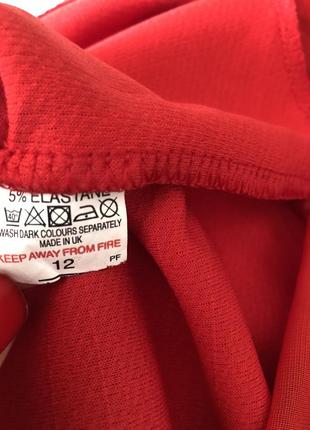 5% ELASTANE
40°
WASH DARK COLOURS SEPARATELY
MADE IN UK
KEEP AWAY FROM FIRE
12 PF